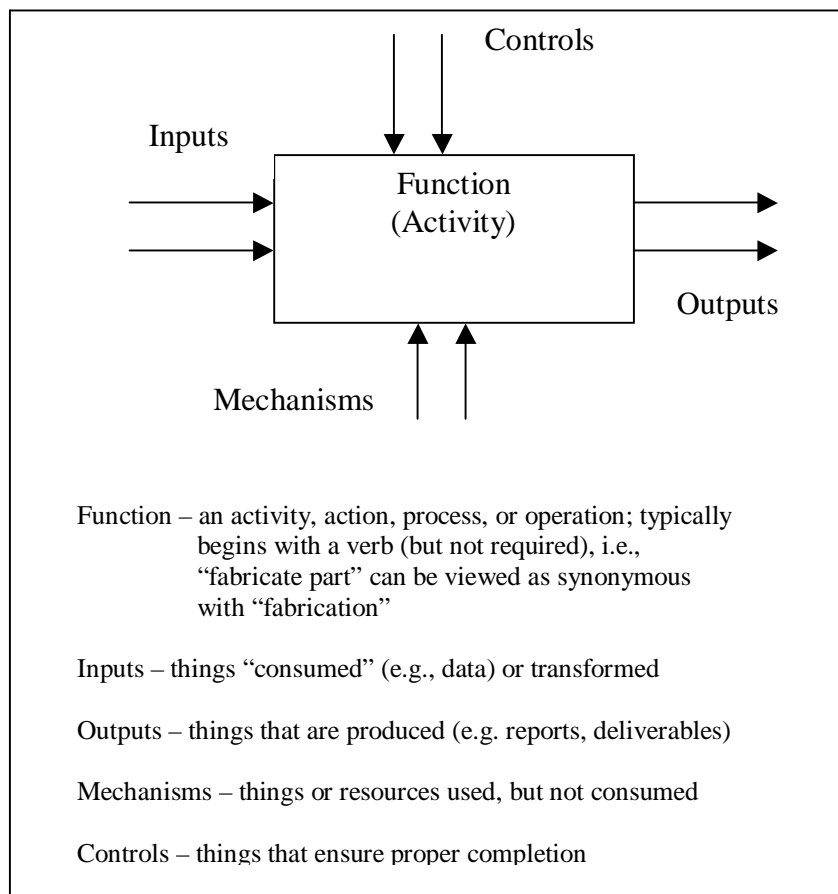 Controls
Inputs
Function
(Activity)
Outputs
Mechanisms
Function – an activity, action, process, or operation; typically
begins with a verb (but not required), i.e.,
“fabricate part” can be viewed as synonymous
with “fabrication”
Inputs – things “consumed” (e.g., data) or transformed
Outputs – things that are produced (e.g. reports, deliverables)
Mechanisms – things or resources used, but not consumed
Controls – things that ensure proper completion